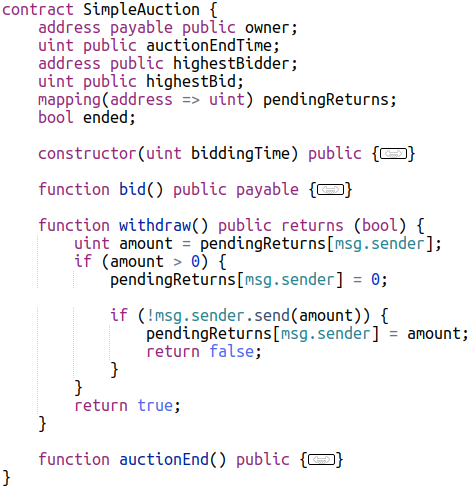 contract SimpleAuction {
    address payable public owner;
    uint public auctionEndTime;
    address public highestBidder;
    uint public highestBid;
    mapping(address => uint) pendingReturns;
    bool ended;

    constructor(uint biddingTime) public {}

    function bid() public payable {}

    function withdraw() public returns (bool) {
        uint amount = pendingReturns[msg.sender];
        if (amount > 0) {
            pendingReturns[msg.sender] = 0;

            if (!msg.sender.send(amount)) {
                pendingReturns[msg.sender] = amount;
                return false;
            }
        }
        return true;
    }

    function auctionEnd() public {}
}